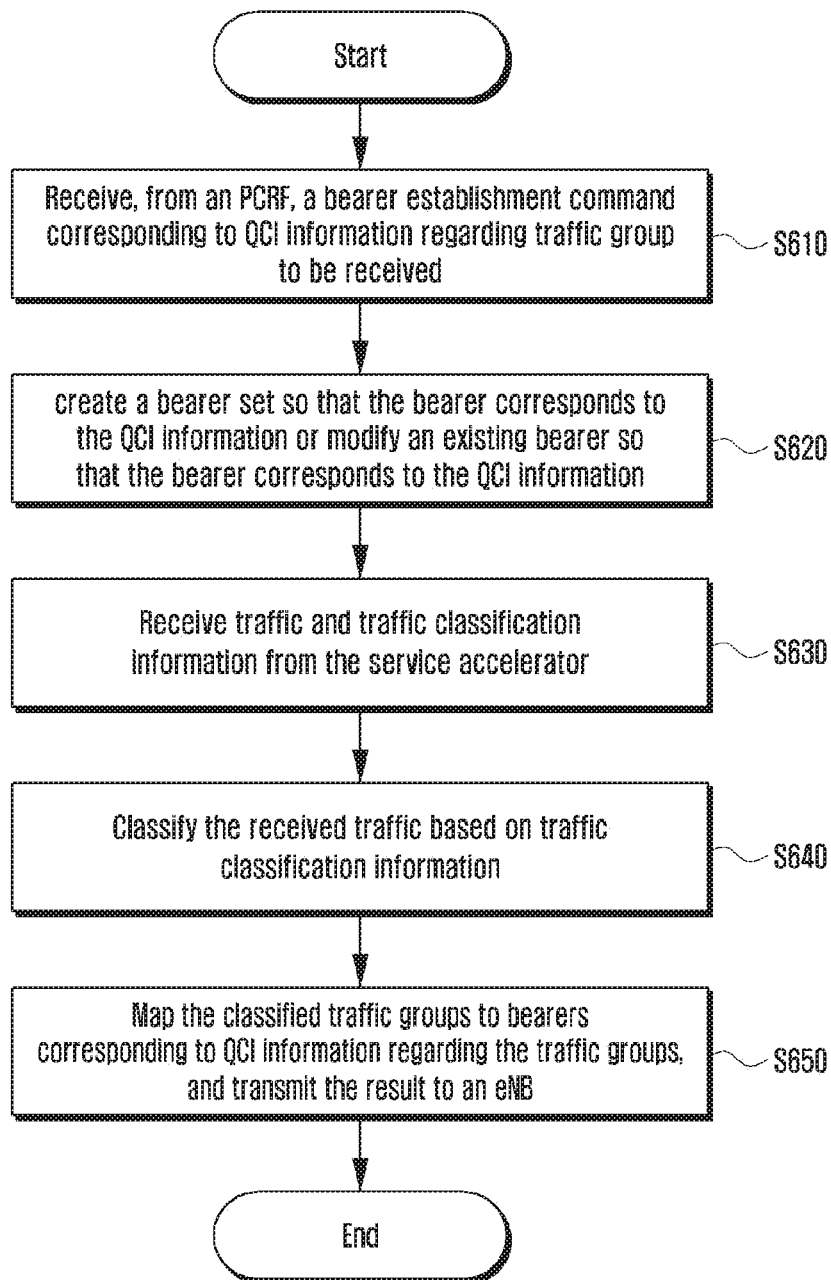 Start
Receive, from an PCRF, a bearer establishment command
corresponding to QCI information regarding traffic group
to be received
S610
create a bearer set so that the bearer corresponds to
the QCI information or modify an existing bearer so
that the bearer corresponds to the QCI information
S620
Receive traffic and traffic classification
information from the service accelerator
S630
Classify the received traffic based on traffic
classification information
S640
Map the classified traffic groups to bearers
corresponding to QCI information regarding the traffic groups,
and transmit the result to an eNB
S650
End